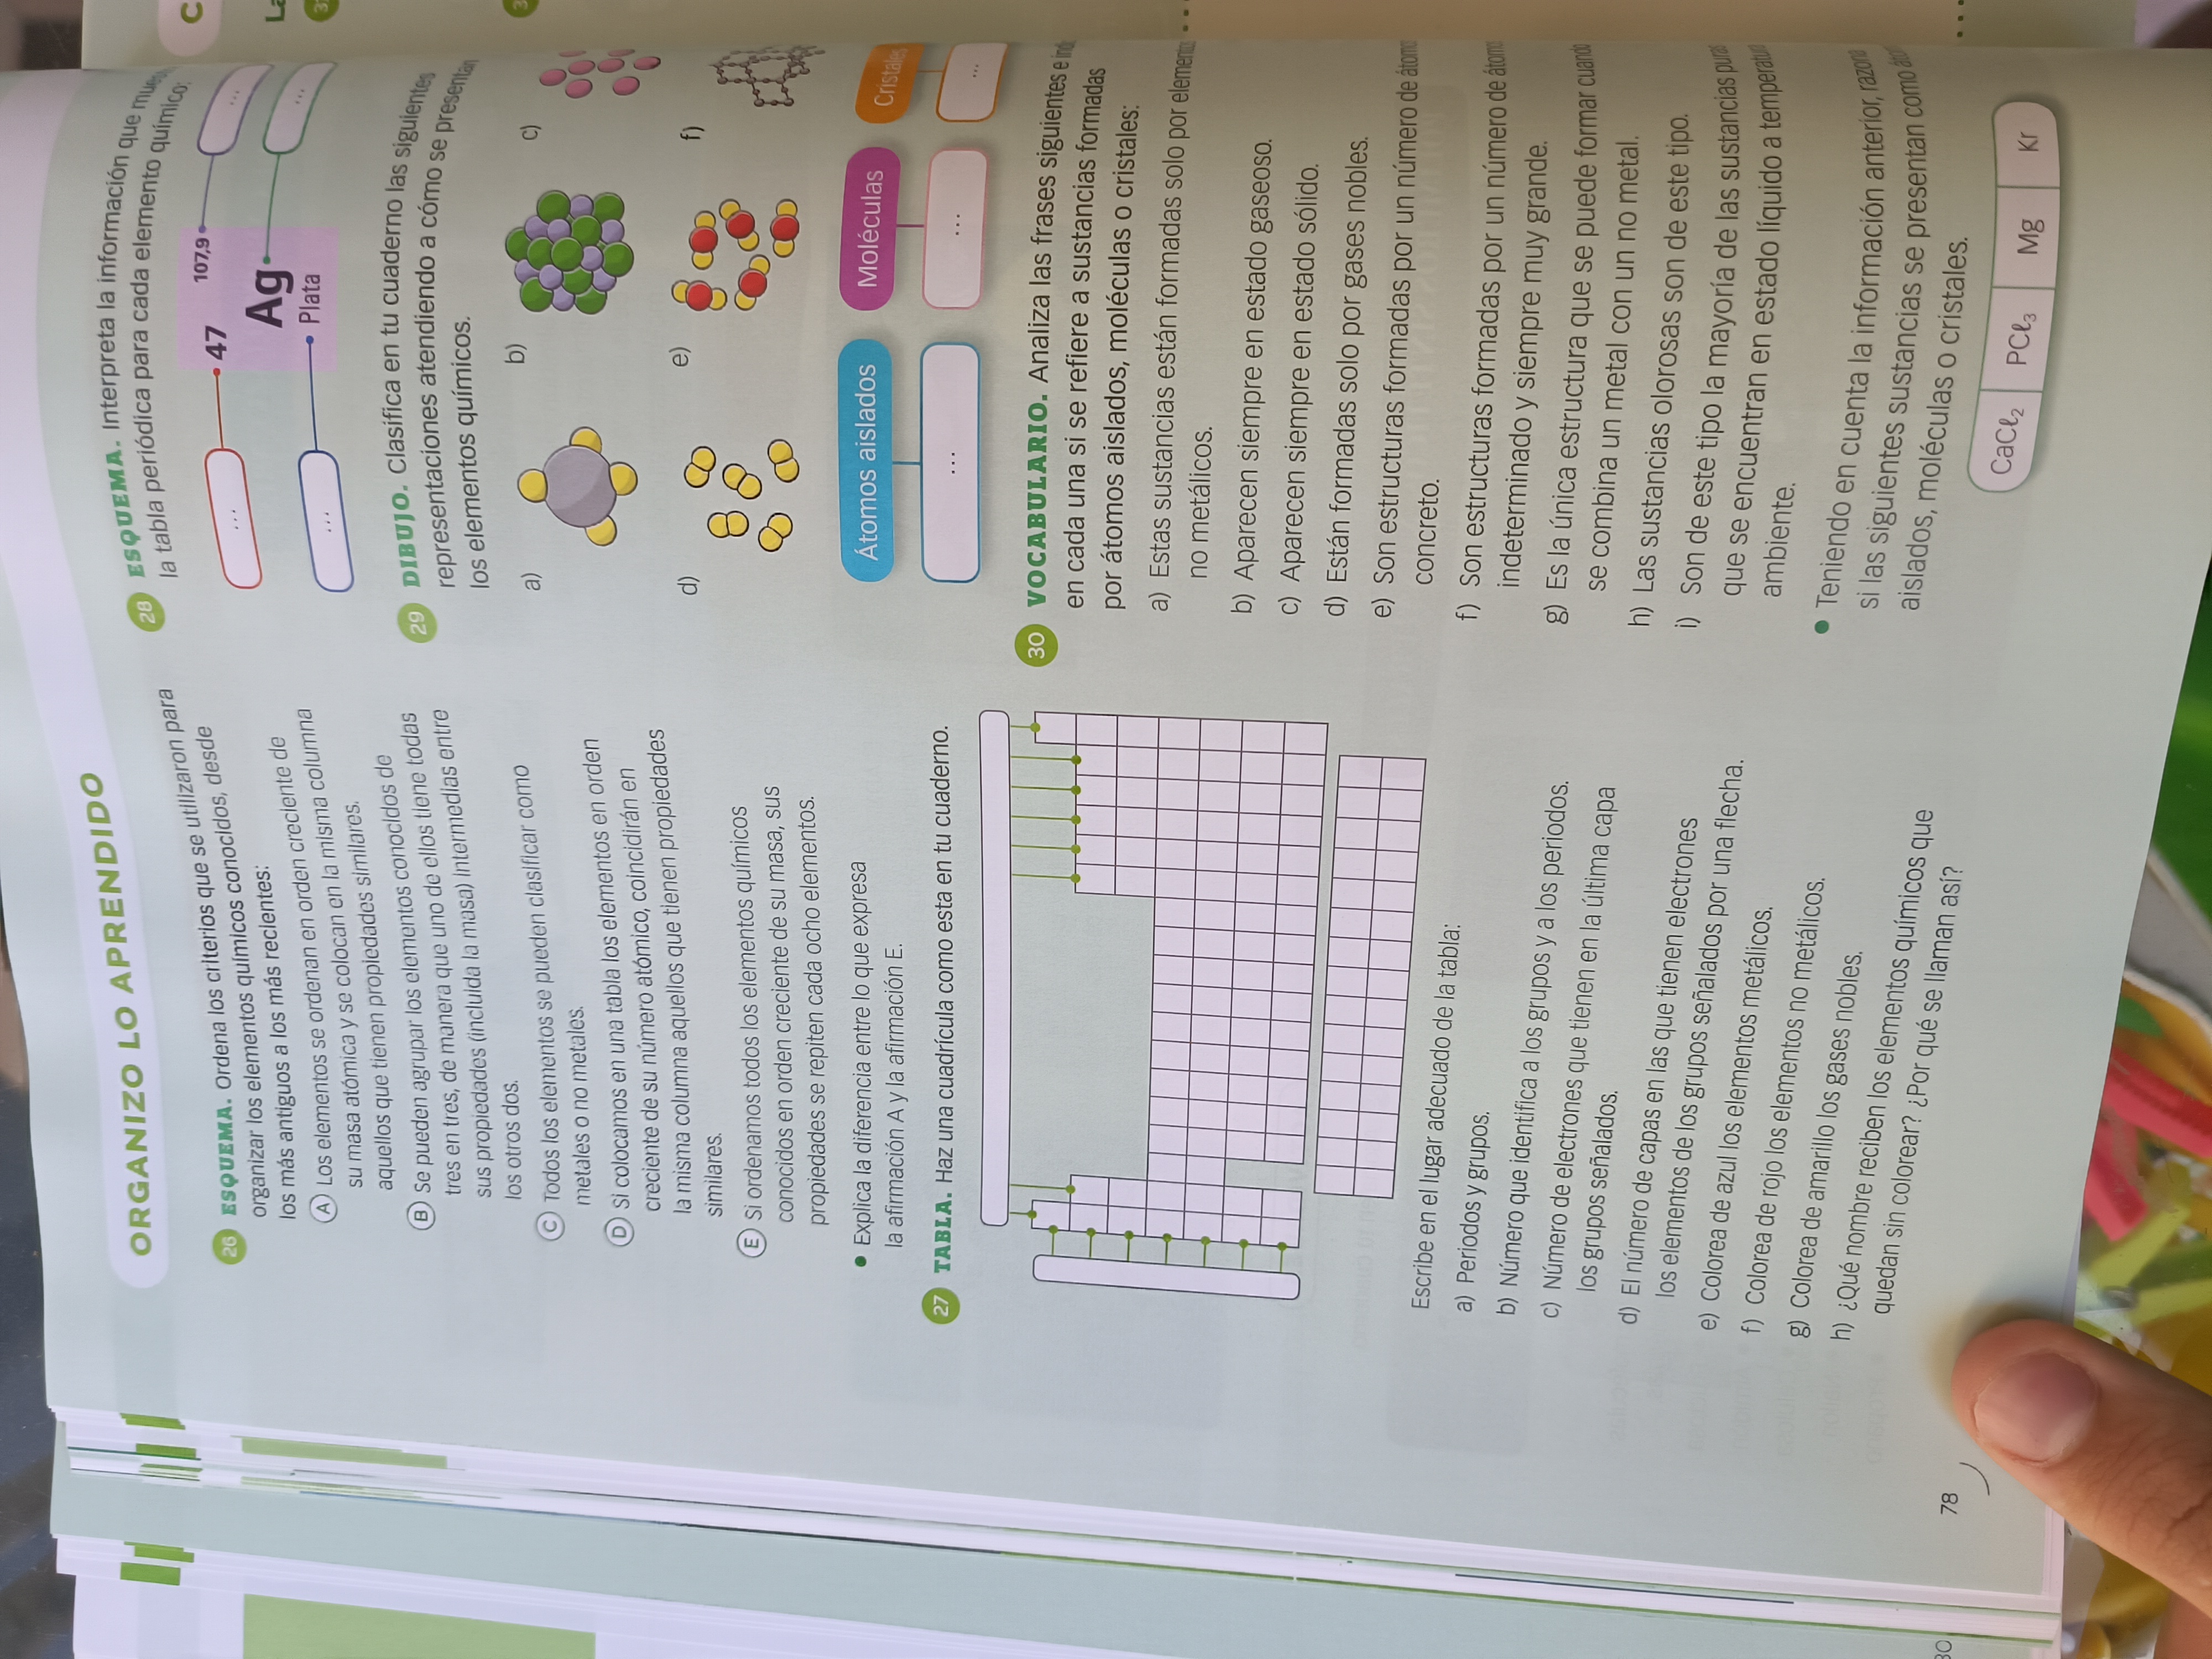 ORGANIZO LO APRENDIDO
26 ESQUEMA. Ordena los criterios que se utilizaron para
organizar los elementos químicos conocidos, desde
los más antiguos a los más recientes:
A Los elementos se ordenan en orden creciente de
su masa atómica y se colocan en la misma columna
aquellos que tienen propiedades similares.
B Se pueden agrupar los elementos conocidos de
tres en tres, de manera que uno de ellos tiene todas
sus propiedades (incluida la masa) intermedias entre
los otros dos.
C Todos los elementos se pueden clasificar como
metales o no metales.
D Si colocamos en una tabla los elementos en orden
creciente de su número atómico, coincidirán en
la misma columna aquellos que tienen propiedades
similares.
E Si ordenamos todos los elementos químicos
conocidos en orden creciente de su masa, sus
propiedades se repiten cada ocho elementos.
• Explica la diferencia entre lo que expresa
la afirmación A y la afirmación E.
27 TABLA. Haz una cuadrícula como esta en tu cuaderno.
Escribe en el lugar adecuado de la tabla:
a) Periodos y grupos.
b) Número que identifica a los grupos y a los periodos.
c) Número de electrones que tienen en la última capa
los grupos señalados.
d) El número de capas en las que tienen electrones
los elementos de los grupos señalados por una flecha.
e) Colorea de azul los elementos metálicos.
f) Colorea de rojo los elementos no metálicos.
g) Colorea de amarillo los gases nobles.
h) ¿Qué nombre reciben los elementos químicos que
quedan sin colorear? ¿Por qué se llaman así?
78
28 ESQUEMA. Interpreta la información que
la tabla periódica para cada elemento químico:
...
47
107,9
...
Ag
...
...
Plata
29 DIBUJO. Clasifica en tu cuaderno las siguientes
representaciones atendiendo a cómo se presentan
los elementos químicos.
a)
b)
c)
d)
e)
f)
Átomos aislados
Moléculas
Cristales
...
...
...
30 VOCABULARIO. Analiza las frases siguientes e
en cada una si se refiere a sustancias formadas
por átomos aislados, moléculas o cristales:
a) Estas sustancias están formadas solo por elementos
no metálicos.
b) Aparecen siempre en estado gaseoso.
c) Aparecen siempre en estado sólido.
d) Están formadas solo por gases nobles.
e) Son estructuras formadas por un número de
concreto.
f) Son estructuras formadas por un número de
indeterminado y siempre muy grande.
g) Es la única estructura que se puede formar cuando
se combina un metal con un no metal.
h) Las sustancias olorosas son de este tipo.
i) Son de este tipo la mayoría de las sustancias puras
que se encuentran en estado líquido a temperatura
ambiente.
• Teniendo en cuenta la información anterior, razona
si las siguientes sustancias se presentan como
aislados, moléculas o cristales.
CaCℓ₂ PCℓ₃ Mg Kr